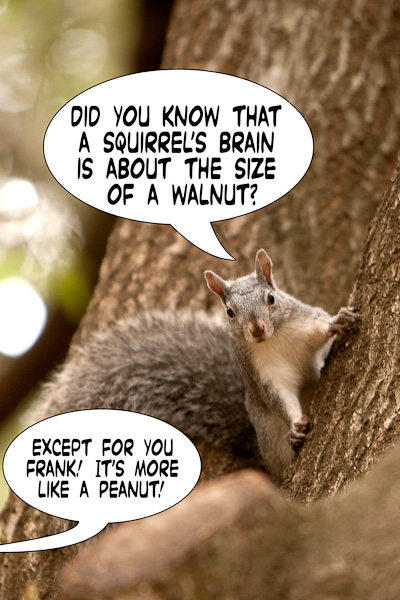 DID YOU KNOW THAT
A SQUIRREL'S BRAIN
IS ABOUT THE SIZE
OF A WALNUT?
EXCEPT FOR YOU
FRANK! IT'S MORE
LIKE A PEANUT!